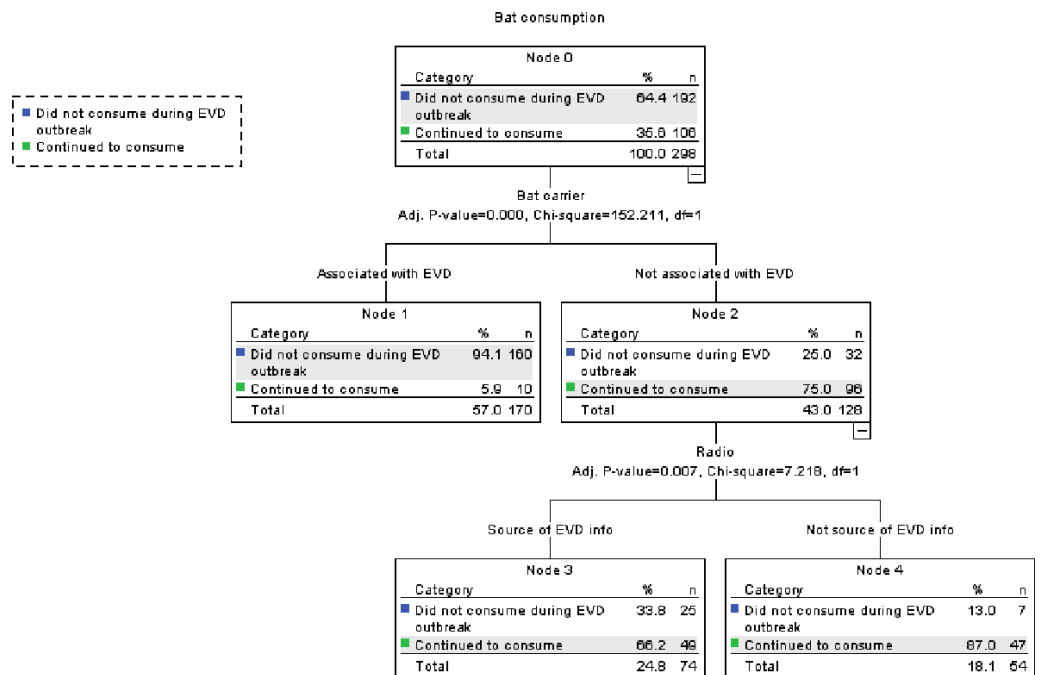 Bat consumption
Node 0
Category % n
Did not consume during EVD 64.4 192
outbreak
Continued to consume 35.6 106
Total 100.0 298
Did not consume during EVD
outbreak
Continued to consume
Bat carrier
Adj. P-value=0.000, Chi-square=152.211, df=1
Associated with EVD
Not associated with EVD
Node 1
Category % n
Did not consume during EVD 94.1 160
outbreak
Continued to consume 5.9 10
Total 57.0 170
Node 2
Category % n
Did not consume during EVD 25.0 32
outbreak
Continued to consume 75.0 96
Total 43.0 128
Radio
Adj. P-value=0.007, Chi-square=7.218, df=1
Source of EVD info
Not source of EVD info
Node 3
Category % n
Did not consume during EVD 33.8 25
outbreak
Continued to consume 66.2 49
Total 24.8 74
Node 4
Category % n
Did not consume during EVD 13.0 7
outbreak
Continued to consume 87.0 47
Total 18.1 54